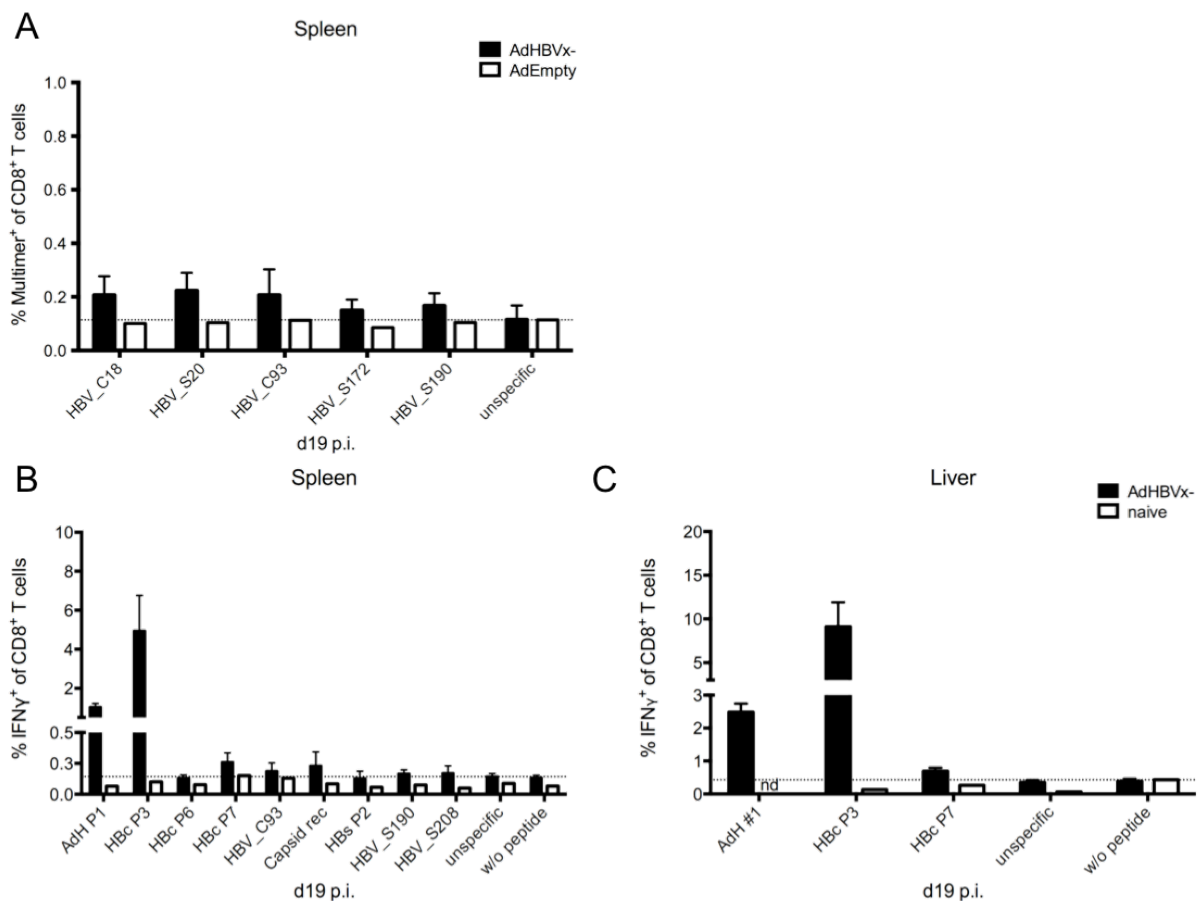 A
Spleen
AdHBVx-
AdEmpty
% Multimer⁺ of CD8⁺ T cells
1.0
0.8
0.6
0.4
0.2
0.0
HBV_C18
HBV_S20
HBV_C93
HBV_S172
HBV_S190
unspecific
d19 p.i.
B
Spleen
% IFNγ⁺ of CD8⁺ T cells
10
8
6
4
2
0.5
0.3
0.0
AdH P1
HBc P3
HBc P6
HBc P7
HBV_C93
Capsid rec
HBs P2
HBV_S190
HBV_S208
unspecific
w/o peptide
d19 p.i.
C
Liver
AdHBVx-
naive
% IFNγ⁺ of CD8⁺ T cells
20
15
10
5
3
2
1
0
nd
AdH #1
HBc P3
HBc P7
unspecific
w/o peptide
d19 p.i.